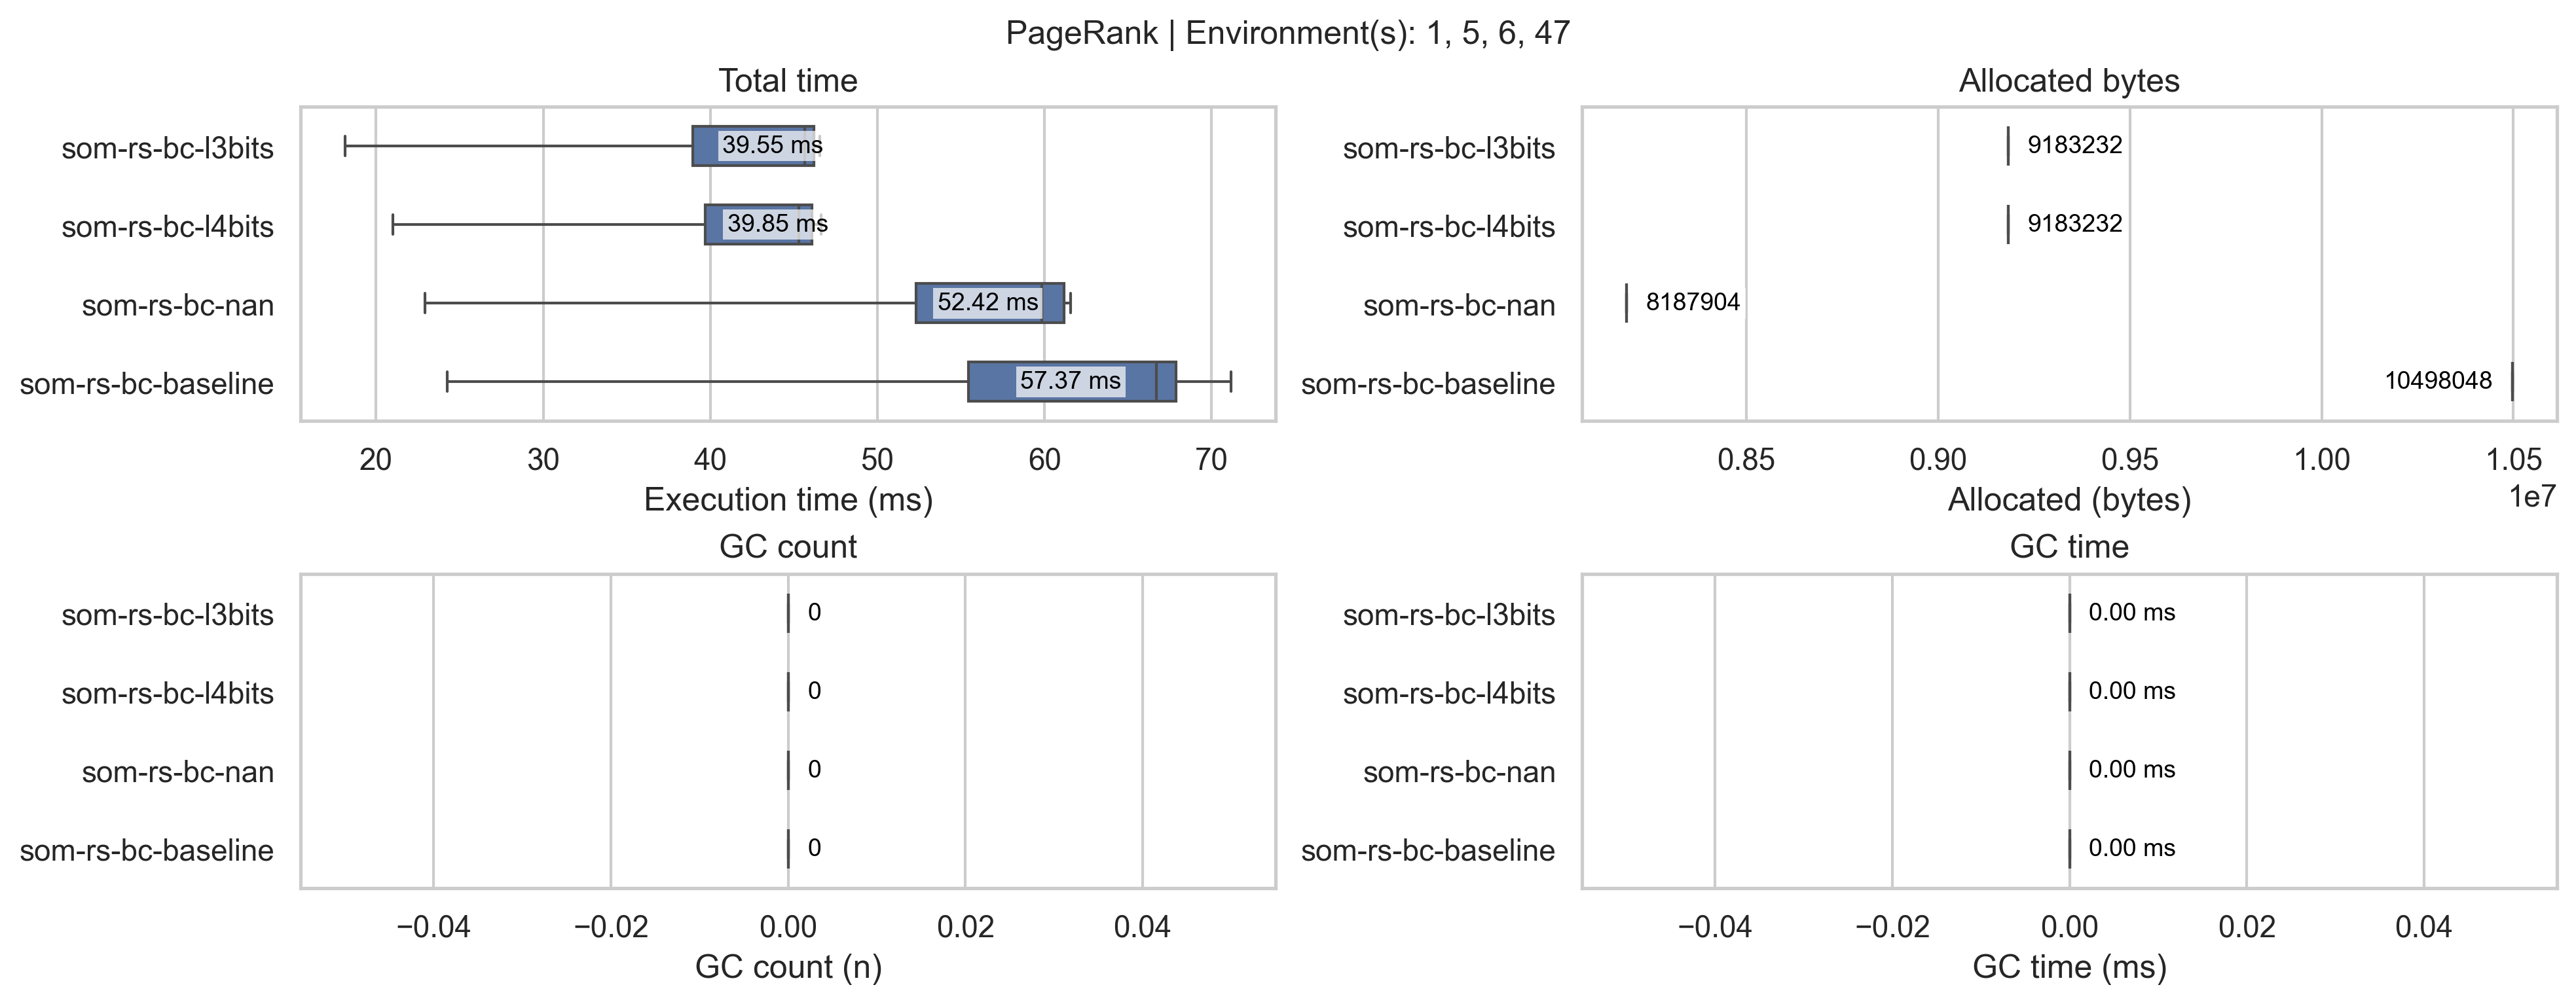 PageRank | Environment(s): 1, 5, 6, 47
Total time
som-rs-bc-l3bits
39.55 ms
som-rs-bc-l4bits
39.85 ms
som-rs-bc-nan
52.42 ms
som-rs-bc-baseline
57.37 ms
20 30 40 50 60 70
Execution time (ms)
Allocated bytes
som-rs-bc-l3bits
9183232
som-rs-bc-l4bits
9183232
som-rs-bc-nan
8187904
som-rs-bc-baseline
10498048
0.85 0.90 0.95 1.00 1.05
1e7
Allocated (bytes)
GC count
som-rs-bc-l3bits
0
som-rs-bc-l4bits
0
som-rs-bc-nan
0
som-rs-bc-baseline
0
−0.04 −0.02 0.00 0.02 0.04
GC count (n)
GC time
som-rs-bc-l3bits
0.00 ms
som-rs-bc-l4bits
0.00 ms
som-rs-bc-nan
0.00 ms
som-rs-bc-baseline
0.00 ms
−0.04 −0.02 0.00 0.02 0.04
GC time (ms)